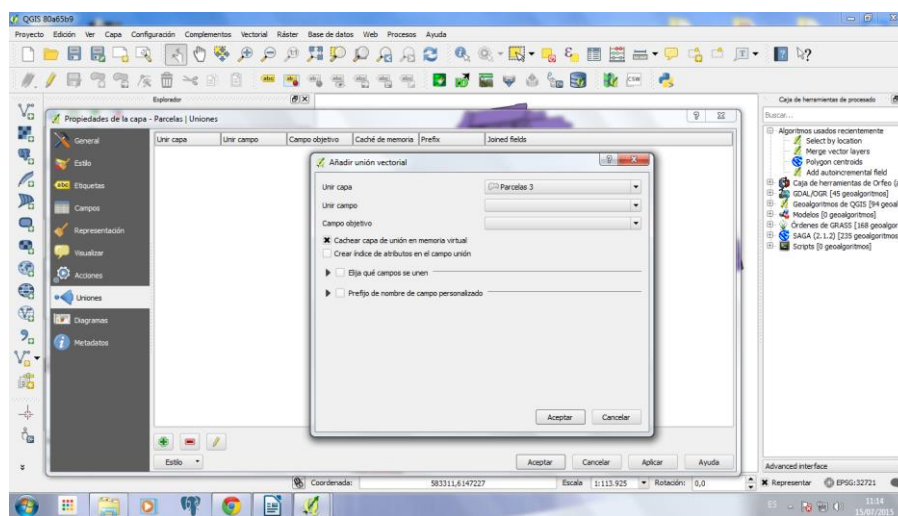 QGIS 80a65b9
Proyecto Edición Ver Capa Configuración Complementos Vectorial Ráster Base de datos Web Procesos Ayuda
Explorador
Caja de herramientas de procesado
Propiedades de la capa - Parcelas | Uniones
Buscar...
General
Estilo
Etiquetas
Campos
Representación
Visualizar
Acciones
Uniones
Diagramas
Metadatos
Unir capa Unir campo Campo objetivo Caché de memoria Prefix Joined fields
Añadir unión vectorial
Unir capa Parcelas 3
Unir campo
Campo objetivo
Cachear capa de unión en memoria virtual
Crear índice de atributos en el campo unión
Elija qué campos se unen
Prefijo de nombre de campo personalizado
Aceptar Cancelar
Estilo
Aceptar Cancelar Aplicar Ayuda
Algoritmos usados recientemente
Select by location
Merge vector layers
Polygon centroids
Add autoincremental field
Caja de herramientas de Orfeo (
GDAL/OGR [45 geoalgoritmos]
Geoalgoritmos de QGIS [94 geoal
Modelos [0 geoalgoritmos]
Órdenes de GRASS [168 geoalgor
SAGA (2.1.2) [235 geoalgoritmos
Scripts [0 geoalgoritmos]
Advanced interface
Coordenada: 583311,6147227 Escala 1:113.925 Rotación: 0,0 Representar EPSG:32721
ES
11:14
15/07/2015